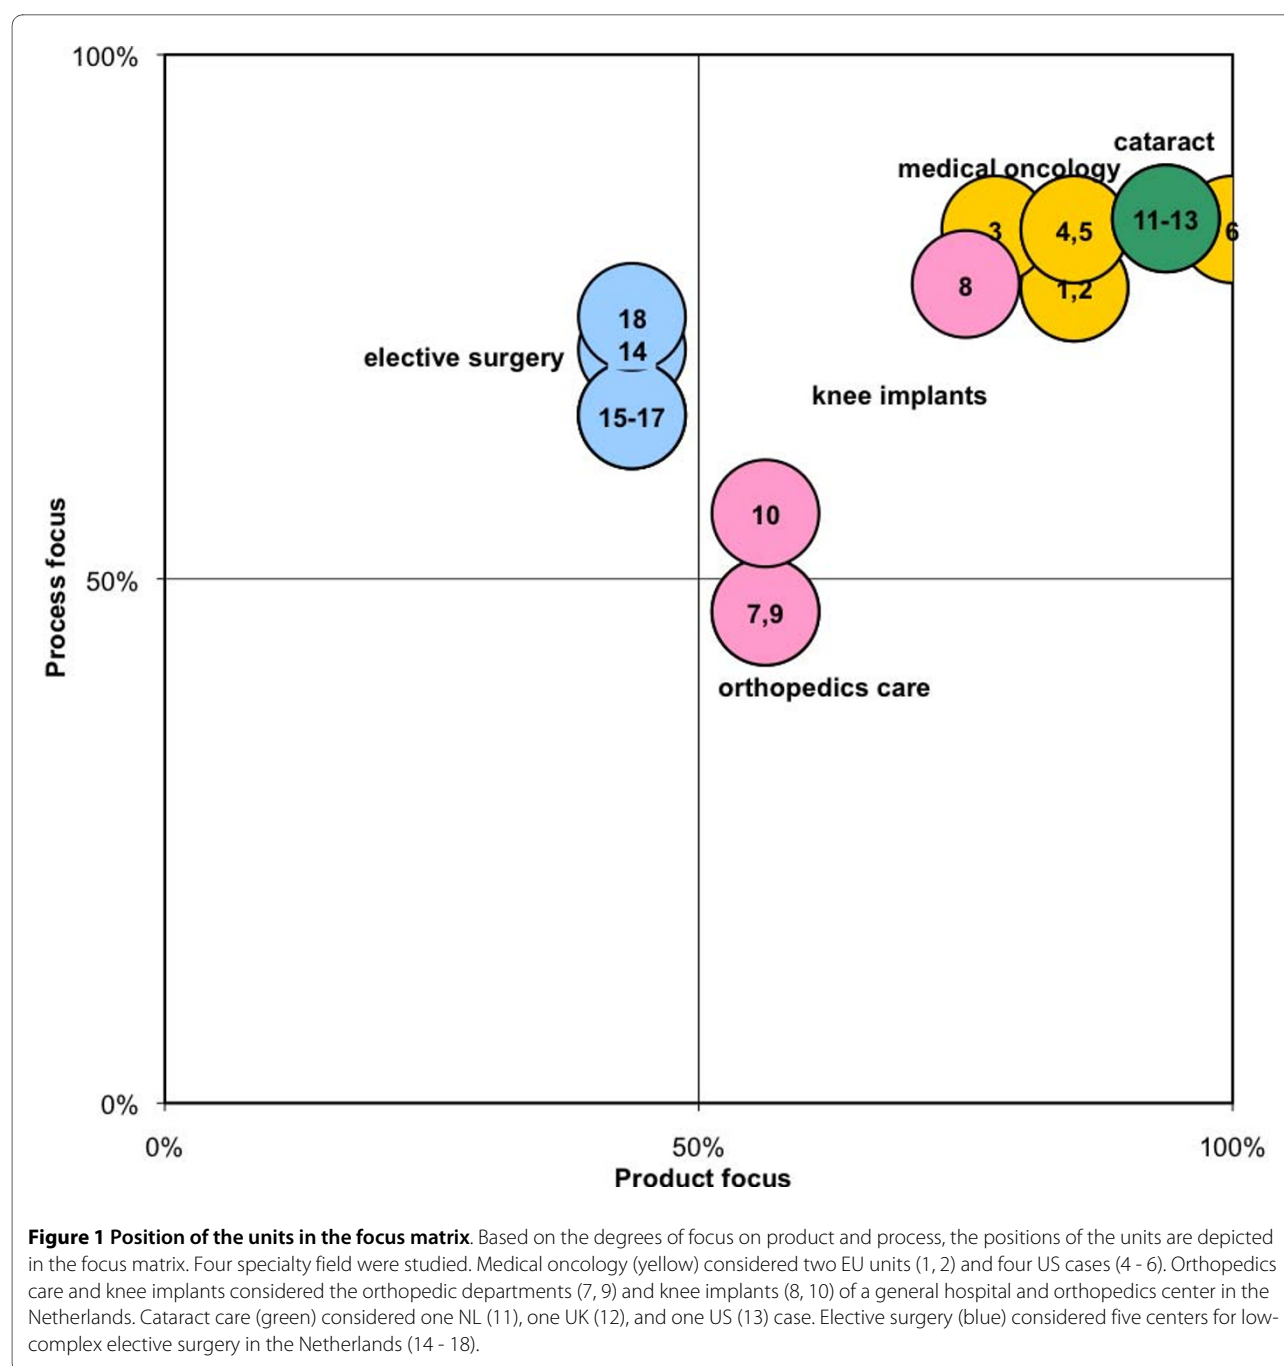 100%
cataract
medical oncology
11-13
3
4,5
6
8
1,2
18
14
elective surgery
knee implants
15-17
10
Process focus
50%
7,9
orthopedics care
0%
0%
50%
100%
Product focus
Figure 1 Position of the units in the focus matrix. Based on the degrees of focus on product and process, the positions of the units are depicted
in the focus matrix. Four specialty field were studied. Medical oncology (yellow) considered two EU units (1, 2) and four US cases (4 - 6). Orthopedics
care and knee implants considered the orthopedic departments (7, 9) and knee implants (8, 10) of a general hospital and orthopedics center in the
Netherlands. Cataract care (green) considered one NL (11), one UK (12), and one US (13) case. Elective surgery (blue) considered five centers for low-
complex elective surgery in the Netherlands (14 - 18).